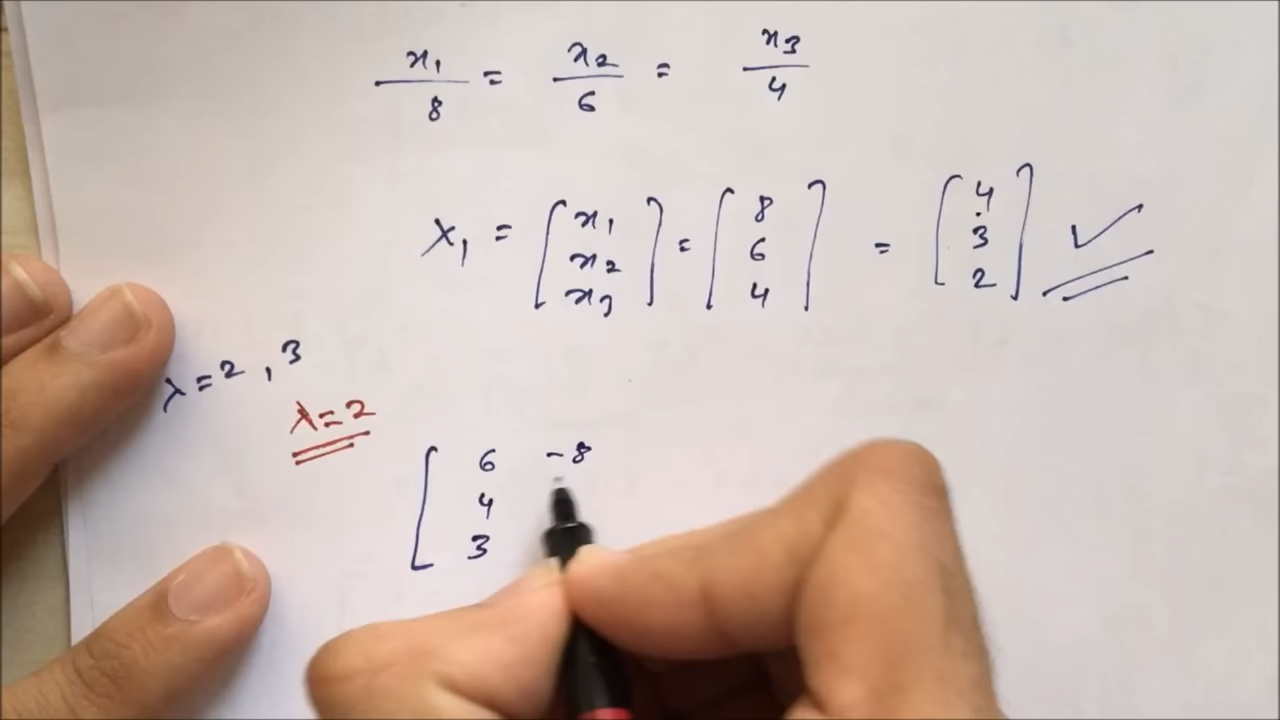 x₁/8 = x₂/6 = x₃/4
X₁ = [x₁ x₂ x₃] = [8 6 4] = [4 3 2] ✓
λ=2 , 3
λ=2
[6 -8
4
3